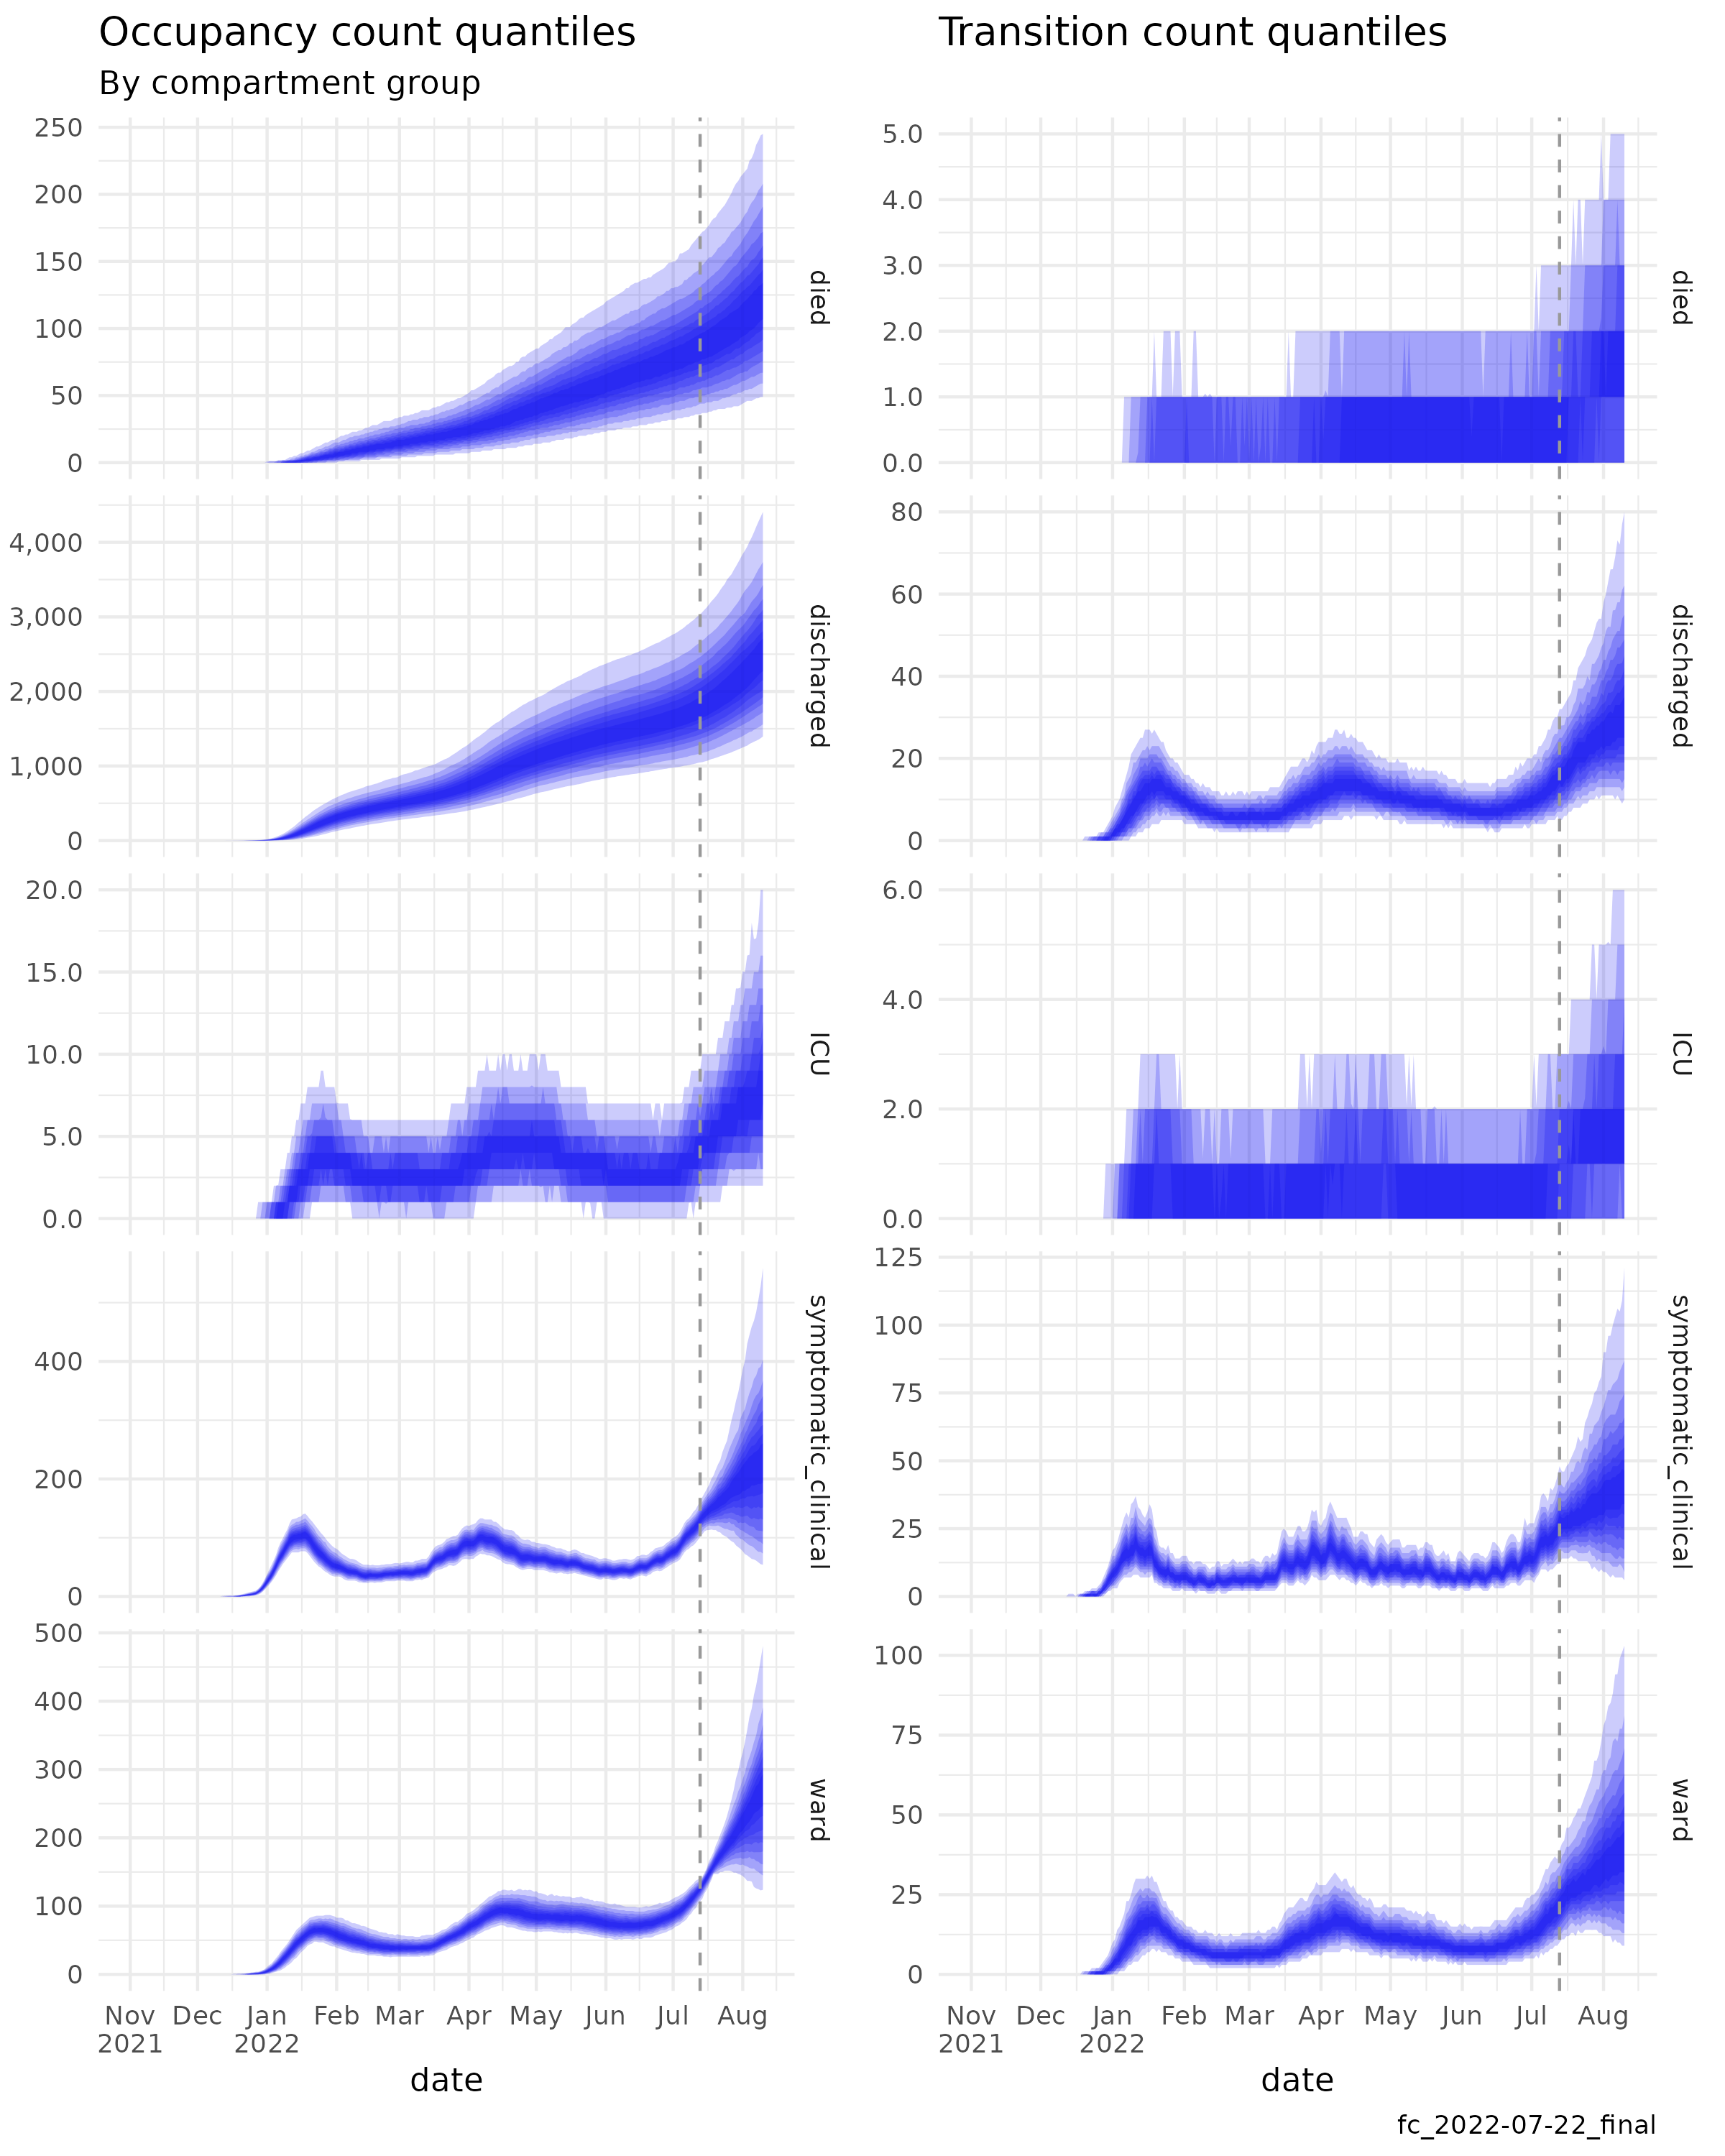 Occupancy count quantiles
By compartment group
250
200
150
100
50
0
died
4,000
3,000
2,000
1,000
0
discharged
20.0
15.0
10.0
5.0
0.0
ICU
400
200
0
symptomatic_clinical
500
400
300
200
100
0
ward
Nov Dec Jan Feb Mar Apr May Jun Jul Aug
2021 2022
date
Transition count quantiles
5.0
4.0
3.0
2.0
1.0
0.0
died
80
60
40
20
0
discharged
6.0
4.0
2.0
0.0
ICU
125
100
75
50
25
0
symptomatic_clinical
100
75
50
25
0
ward
Nov Dec Jan Feb Mar Apr May Jun Jul Aug
2021 2022
date
fc_2022-07-22_final